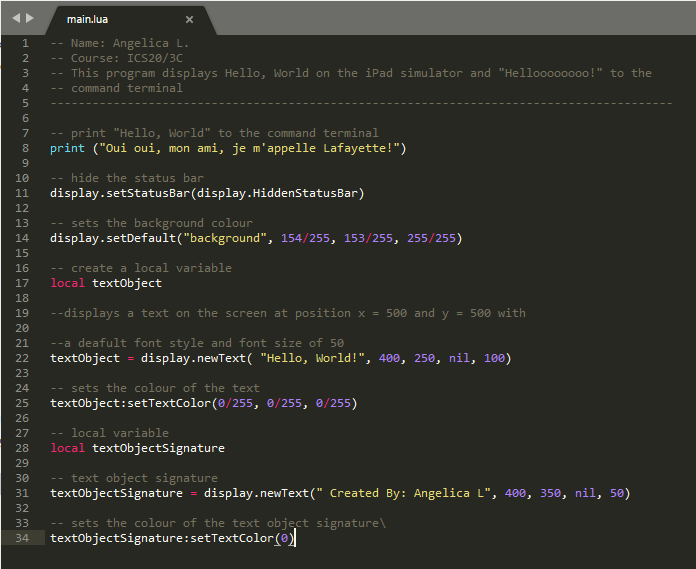 main.lua
1 -- Name: Angelica L.
2 -- Course: ICS20/3C
3 -- This program displays Hello, World on the iPad simulator and "Helloooooooo!" to the
4 -- command terminal
5 -----------------------------------------------------------------------------------------
6
7 -- print "Hello, World" to the command terminal
8 print ("Oui oui, mon ami, je m'appelle Lafayette!")
9
10 -- hide the status bar
11 display.setStatusBar(display.HiddenStatusBar)
12
13 -- sets the background colour
14 display.setDefault("background", 154/255, 153/255, 255/255)
15
16 -- create a local variable
17 local textObject
18
19 --displays a text on the screen at position x = 500 and y = 500 with
20
21 --a deafult font style and font size of 50
22 textObject = display.newText( "Hello, World!", 400, 250, nil, 100)
23
24 -- sets the colour of the text
25 textObject:setTextColor(0/255, 0/255, 0/255)
26
27 -- local variable
28 local textObjectSignature
29
30 -- text object signature
31 textObjectSignature = display.newText(" Created By: Angelica L", 400, 350, nil, 50)
32
33 -- sets the colour of the text object signature\
34 textObjectSignature:setTextColor(0)